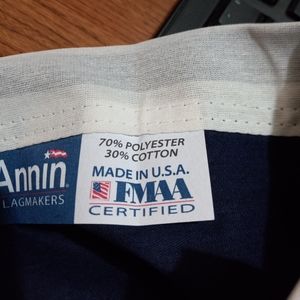 Annin
LAGMAKERS
70% POLYESTER
30% COTTON
MADE IN U.S.A.
FMAA
CERTIFIED